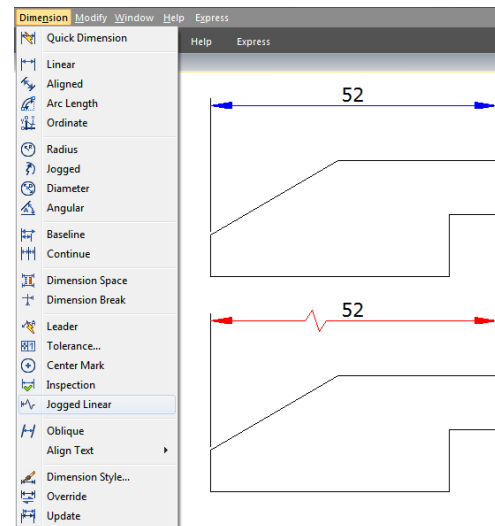 Dimension Modify Window Help Express
Help Express
Quick Dimension
Linear
Aligned
Arc Length
Ordinate
Radius
Jogged
Diameter
Angular
Baseline
Continue
Dimension Space
Dimension Break
Leader
Tolerance...
Center Mark
Inspection
Jogged Linear
Oblique
Align Text
Dimension Style...
Override
Update
52
52